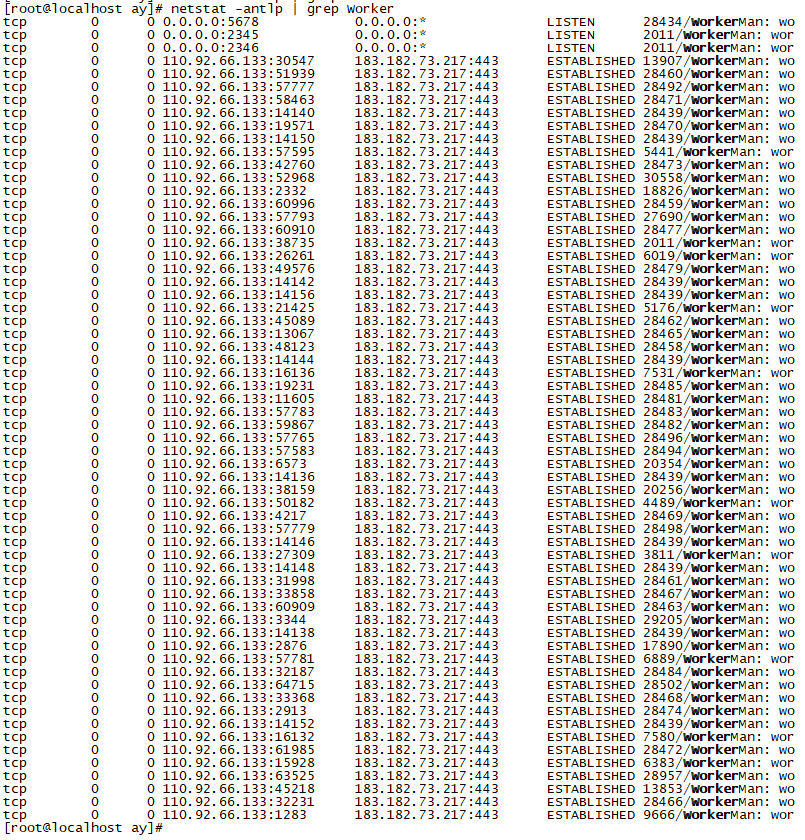 [root@localhost ay]# netstat -antlp | grep Worker
tcp 0 0 0.0.0.0:5678 0.0.0.0:* LISTEN 28434/WorkerMan: wo
tcp 0 0 0.0.0.0:2345 0.0.0.0:* LISTEN 2011/WorkerMan: wor
tcp 0 0 0.0.0.0:2346 0.0.0.0:* LISTEN 2011/WorkerMan: wor
tcp 0 0 110.92.66.133:30547 183.182.73.217:443 ESTABLISHED 13907/WorkerMan: wo
tcp 0 0 110.92.66.133:51939 183.182.73.217:443 ESTABLISHED 28460/WorkerMan: wo
tcp 0 0 110.92.66.133:57777 183.182.73.217:443 ESTABLISHED 28492/WorkerMan: wo
tcp 0 0 110.92.66.133:58463 183.182.73.217:443 ESTABLISHED 28471/WorkerMan: wo
tcp 0 0 110.92.66.133:14140 183.182.73.217:443 ESTABLISHED 28439/WorkerMan: wo
tcp 0 0 110.92.66.133:19571 183.182.73.217:443 ESTABLISHED 28470/WorkerMan: wo
tcp 0 0 110.92.66.133:14150 183.182.73.217:443 ESTABLISHED 28439/WorkerMan: wo
tcp 0 0 110.92.66.133:57595 183.182.73.217:443 ESTABLISHED 5441/WorkerMan: wor
tcp 0 0 110.92.66.133:42760 183.182.73.217:443 ESTABLISHED 28473/WorkerMan: wo
tcp 0 0 110.92.66.133:52968 183.182.73.217:443 ESTABLISHED 30558/WorkerMan: wo
tcp 0 0 110.92.66.133:2332 183.182.73.217:443 ESTABLISHED 18826/WorkerMan: wo
tcp 0 0 110.92.66.133:60996 183.182.73.217:443 ESTABLISHED 28459/WorkerMan: wo
tcp 0 0 110.92.66.133:57793 183.182.73.217:443 ESTABLISHED 27690/WorkerMan: wo
tcp 0 0 110.92.66.133:60910 183.182.73.217:443 ESTABLISHED 28477/WorkerMan: wo
tcp 0 0 110.92.66.133:38735 183.182.73.217:443 ESTABLISHED 2011/WorkerMan: wor
tcp 0 0 110.92.66.133:26261 183.182.73.217:443 ESTABLISHED 6019/WorkerMan: wor
tcp 0 0 110.92.66.133:49576 183.182.73.217:443 ESTABLISHED 28479/WorkerMan: wo
tcp 0 0 110.92.66.133:14142 183.182.73.217:443 ESTABLISHED 28439/WorkerMan: wo
tcp 0 0 110.92.66.133:14156 183.182.73.217:443 ESTABLISHED 28439/WorkerMan: wo
tcp 0 0 110.92.66.133:21425 183.182.73.217:443 ESTABLISHED 5176/WorkerMan: wor
tcp 0 0 110.92.66.133:45089 183.182.73.217:443 ESTABLISHED 28462/WorkerMan: wo
tcp 0 0 110.92.66.133:13067 183.182.73.217:443 ESTABLISHED 28465/WorkerMan: wo
tcp 0 0 110.92.66.133:48123 183.182.73.217:443 ESTABLISHED 28458/WorkerMan: wo
tcp 0 0 110.92.66.133:14144 183.182.73.217:443 ESTABLISHED 28439/WorkerMan: wo
tcp 0 0 110.92.66.133:16136 183.182.73.217:443 ESTABLISHED 7531/WorkerMan: wor
tcp 0 0 110.92.66.133:19231 183.182.73.217:443 ESTABLISHED 28485/WorkerMan: wo
tcp 0 0 110.92.66.133:11605 183.182.73.217:443 ESTABLISHED 28481/WorkerMan: wo
tcp 0 0 110.92.66.133:57783 183.182.73.217:443 ESTABLISHED 28483/WorkerMan: wo
tcp 0 0 110.92.66.133:59867 183.182.73.217:443 ESTABLISHED 28482/WorkerMan: wo
tcp 0 0 110.92.66.133:57765 183.182.73.217:443 ESTABLISHED 28496/WorkerMan: wo
tcp 0 0 110.92.66.133:57583 183.182.73.217:443 ESTABLISHED 28494/WorkerMan: wo
tcp 0 0 110.92.66.133:6573 183.182.73.217:443 ESTABLISHED 20354/WorkerMan: wo
tcp 0 0 110.92.66.133:14136 183.182.73.217:443 ESTABLISHED 28439/WorkerMan: wo
tcp 0 0 110.92.66.133:38159 183.182.73.217:443 ESTABLISHED 20256/WorkerMan: wo
tcp 0 0 110.92.66.133:50182 183.182.73.217:443 ESTABLISHED 4489/WorkerMan: wor
tcp 0 0 110.92.66.133:4217 183.182.73.217:443 ESTABLISHED 28469/WorkerMan: wo
tcp 0 0 110.92.66.133:57779 183.182.73.217:443 ESTABLISHED 28498/WorkerMan: wo
tcp 0 0 110.92.66.133:14146 183.182.73.217:443 ESTABLISHED 28439/WorkerMan: wo
tcp 0 0 110.92.66.133:27309 183.182.73.217:443 ESTABLISHED 3811/WorkerMan: wor
tcp 0 0 110.92.66.133:14148 183.182.73.217:443 ESTABLISHED 28439/WorkerMan: wo
tcp 0 0 110.92.66.133:31998 183.182.73.217:443 ESTABLISHED 28461/WorkerMan: wo
tcp 0 0 110.92.66.133:33858 183.182.73.217:443 ESTABLISHED 28467/WorkerMan: wo
tcp 0 0 110.92.66.133:60909 183.182.73.217:443 ESTABLISHED 28463/WorkerMan: wo
tcp 0 0 110.92.66.133:3344 183.182.73.217:443 ESTABLISHED 29205/WorkerMan: wo
tcp 0 0 110.92.66.133:14138 183.182.73.217:443 ESTABLISHED 28439/WorkerMan: wo
tcp 0 0 110.92.66.133:2876 183.182.73.217:443 ESTABLISHED 17890/WorkerMan: wo
tcp 0 0 110.92.66.133:57781 183.182.73.217:443 ESTABLISHED 6889/WorkerMan: wor
tcp 0 0 110.92.66.133:32187 183.182.73.217:443 ESTABLISHED 28484/WorkerMan: wo
tcp 0 0 110.92.66.133:64715 183.182.73.217:443 ESTABLISHED 28502/WorkerMan: wo
tcp 0 0 110.92.66.133:33368 183.182.73.217:443 ESTABLISHED 28468/WorkerMan: wo
tcp 0 0 110.92.66.133:2913 183.182.73.217:443 ESTABLISHED 28474/WorkerMan: wo
tcp 0 0 110.92.66.133:14152 183.182.73.217:443 ESTABLISHED 28439/WorkerMan: wo
tcp 0 0 110.92.66.133:16132 183.182.73.217:443 ESTABLISHED 7580/WorkerMan: wor
tcp 0 0 110.92.66.133:61985 183.182.73.217:443 ESTABLISHED 28472/WorkerMan: wo
tcp 0 0 110.92.66.133:15928 183.182.73.217:443 ESTABLISHED 6383/WorkerMan: wor
tcp 0 0 110.92.66.133:63525 183.182.73.217:443 ESTABLISHED 28957/WorkerMan: wo
tcp 0 0 110.92.66.133:45218 183.182.73.217:443 ESTABLISHED 13853/WorkerMan: wo
tcp 0 0 110.92.66.133:32231 183.182.73.217:443 ESTABLISHED 28466/WorkerMan: wo
tcp 0 0 110.92.66.133:1283 183.182.73.217:443 ESTABLISHED 9666/WorkerMan: wor
[root@localhost ay]#